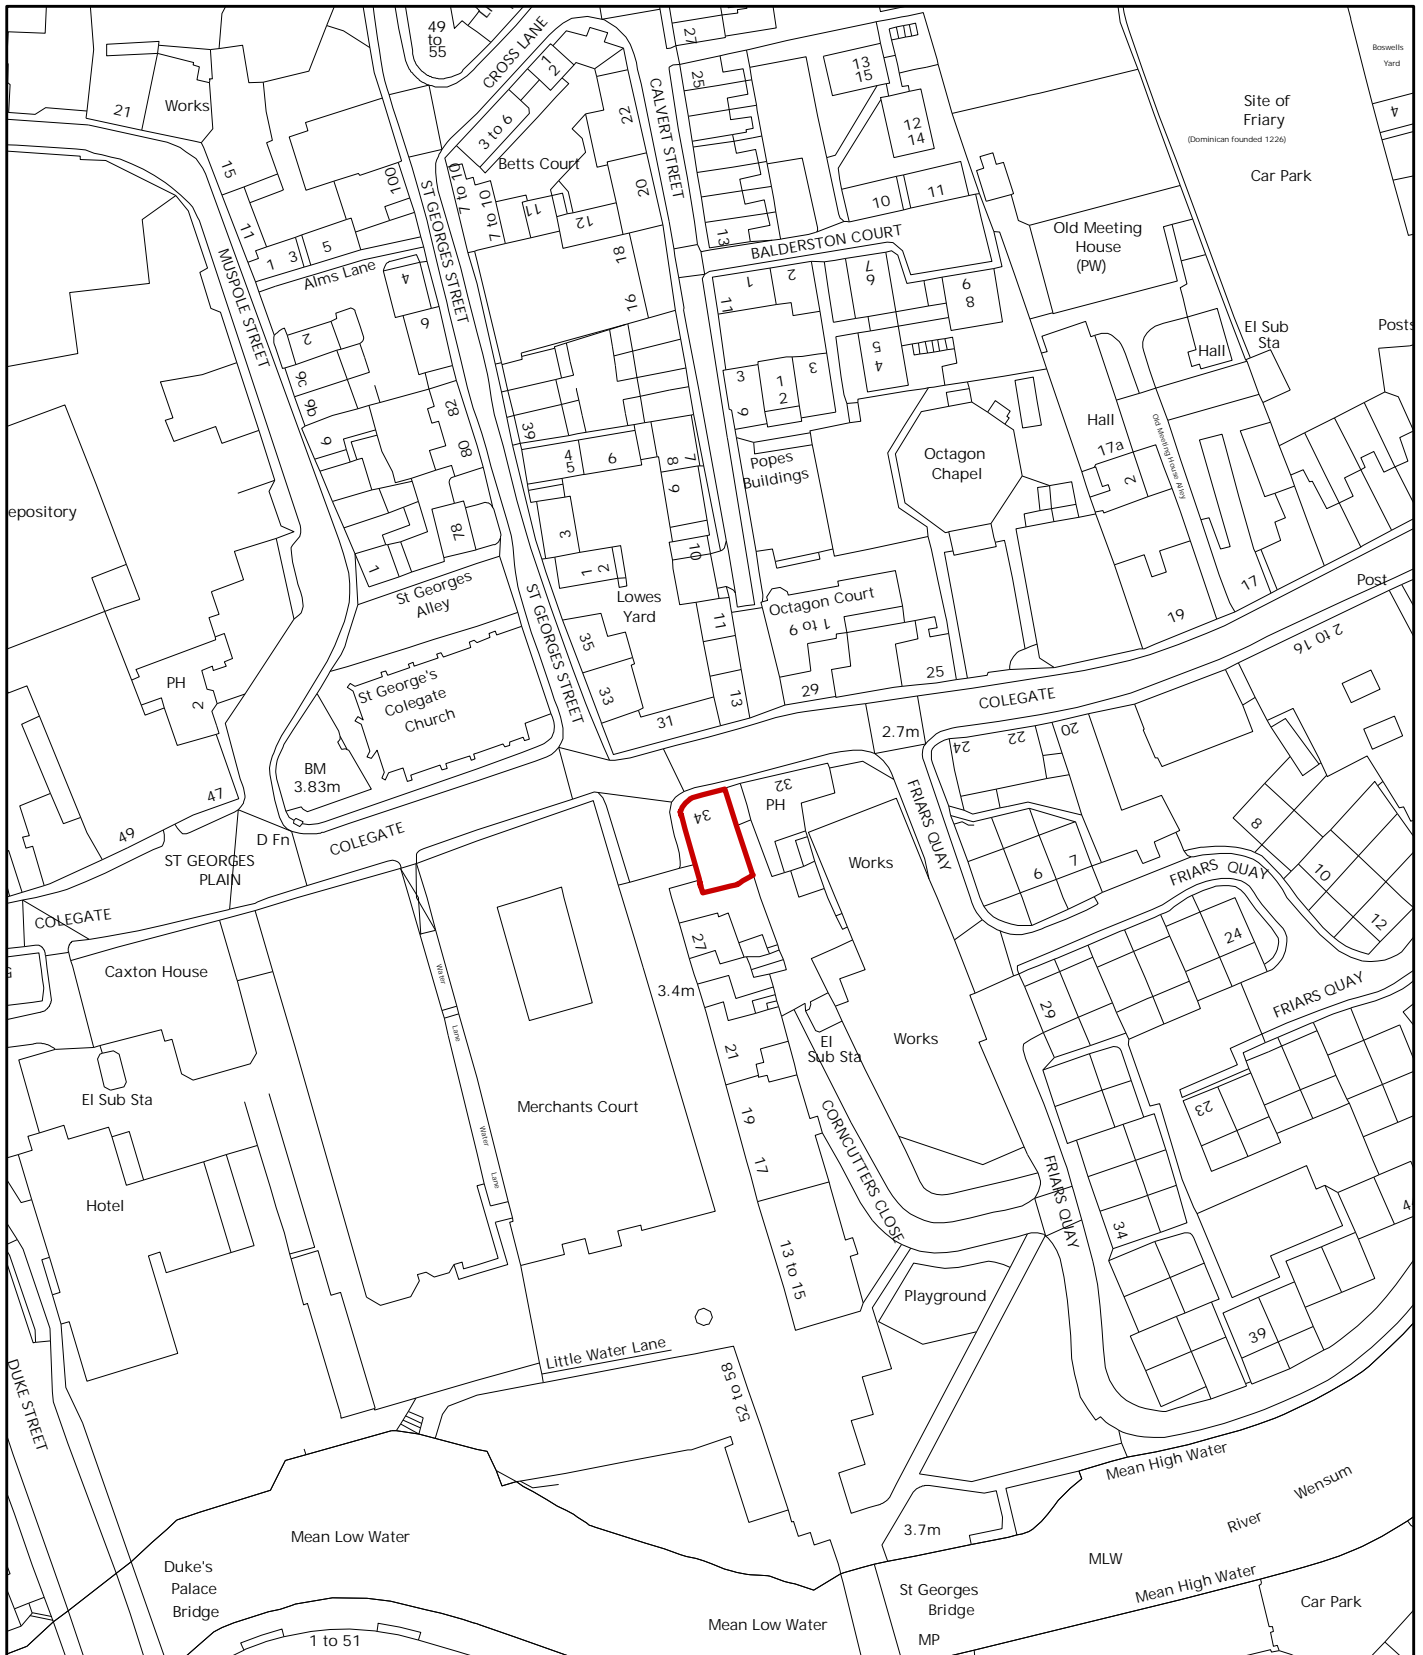 49
to
55
CROSS LANE
1
2
27
13
15
Boswells
Yard
21
Works
3 to 6
22
CALVERT STREET
25
12
14
Site of
Friary
(Dominican founded 1226)
4
15
100
ST GEORGES STREET
7 to 10
7 to 10
Betts Court
20
11
12
10
11
Car Park
11
1
3
5
Alms Lane
MUSPOLE STREET
18
16
13
BALDERSTON COURT
Old Meeting
House
(PW)
4
6
11
1
2
6
7
8
9
2
9c
9b
9
El Sub
Sta
Posts
Hall
82
80
39
3
9
1
2
3
5
4
Hall
17a
2
Old Meeting House Alley
4
5
6
7
8
9
10
Popes
Buildings
Octagon
Chapel
epository
78
1
3
1
2
Lowes
Yard
17
Post
St Georges
Alley
ST GEORGES STREET
35
33
31
11
13
Octagon Court
1 to 9
29
25
19
2 to 16
PH
2
St George's
Colegate
Church
COLEGATE
2.7m
24
22
20
BM
3.83m
47
49
D Fn
COLEGATE
ST GEORGES
PLAIN
COLEGATE
34
32
PH
Works
FRIARS QUAY
6
7
8
10
12
FRIARS QUAY
24
Caxton House
Water
Lane
27
3.4m
29
FRIARS QUAY
21
El
Sub Sta
Works
El Sub Sta
Merchants Court
19
17
CORNCUTTERS CLOSE
23
Water
Lane
Hotel
FRIARS QUAY
34
4
13 to 15
Playground
39
Little Water Lane
52 to 58
DUKE STREET
Mean High Water
Wensum
River
3.7m
Mean Low Water
MLW
Duke's
Palace
Bridge
St Georges
Bridge
Mean High Water
Car Park
Mean Low Water
MP
1 to 51